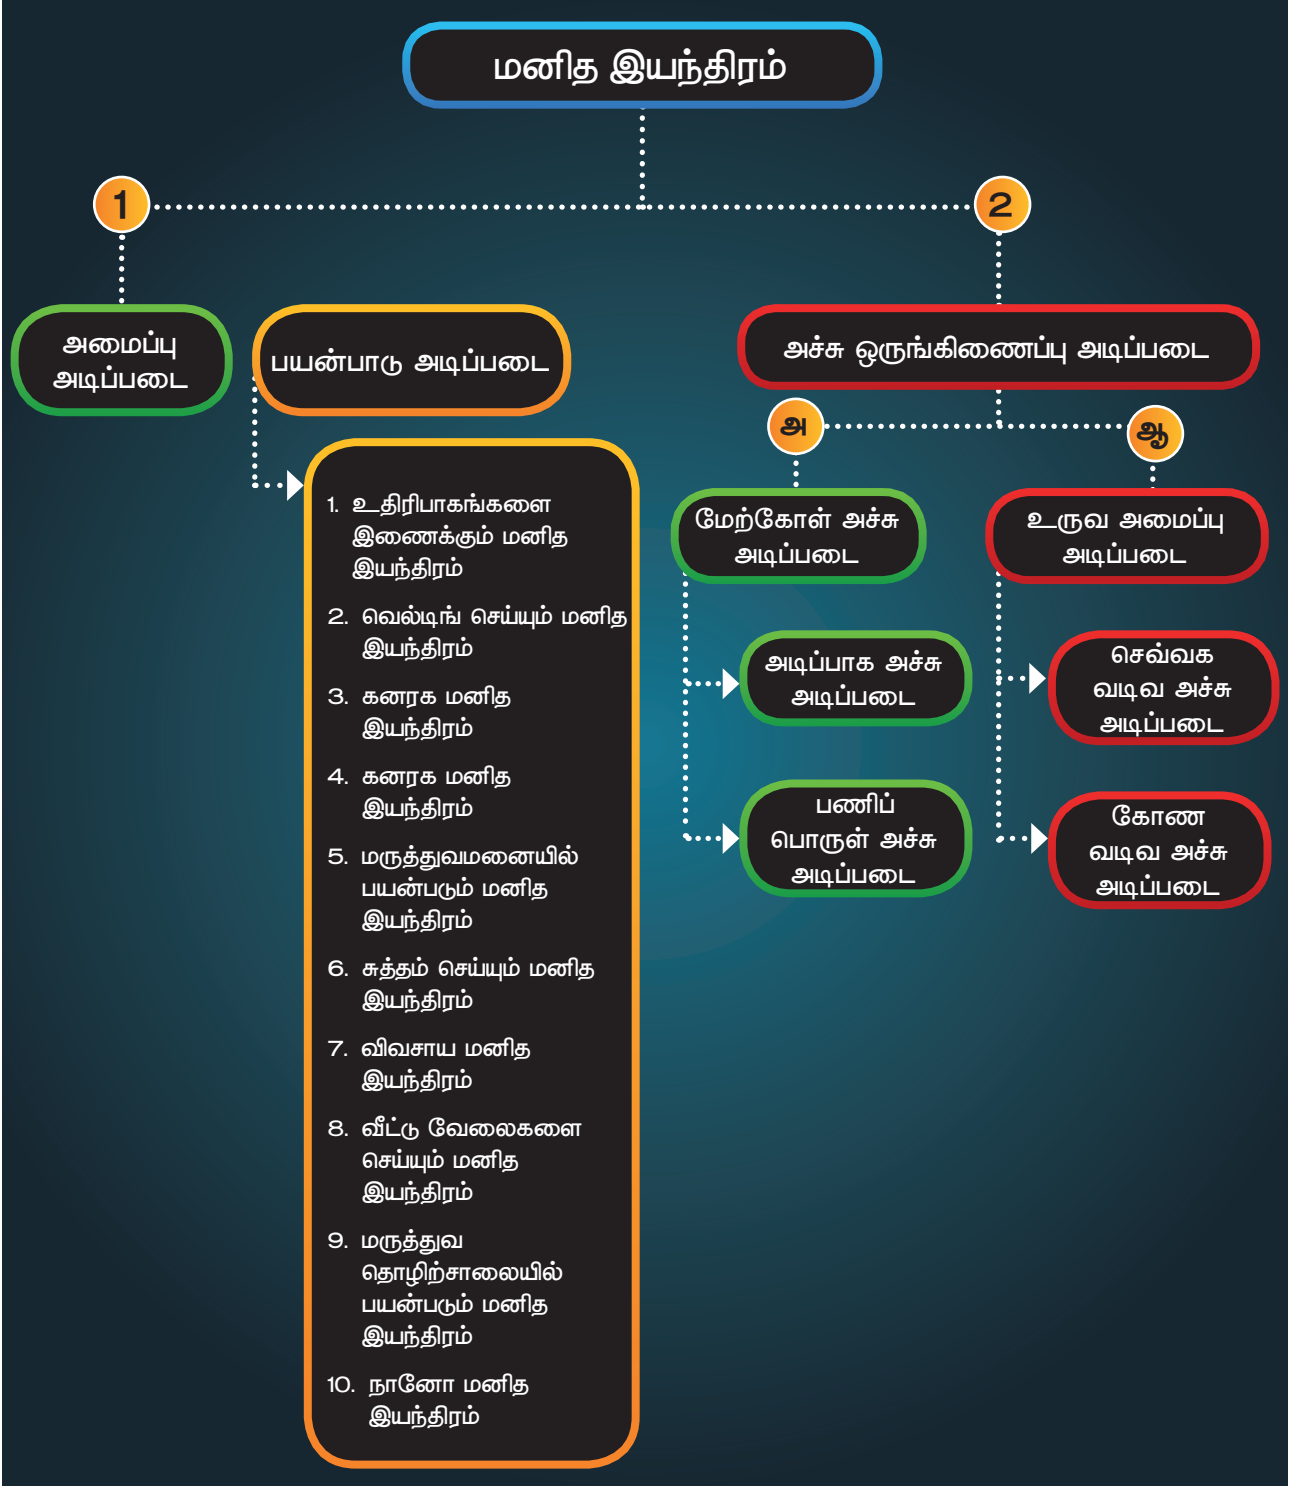 மனித இயந்திரம்
1
2
அமைப்பு
அடிப்படை
பயன்பாடு அடிப்படை
1. உதிரிபாகங்களை
இணைக்கும் மனித
இயந்திரம்
2. வெல்டிங் செய்யும் மனித
இயந்திரம்
3. கனரக மனித
இயந்திரம்
4. கனரக மனித
இயந்திரம்
5. மருத்துவமனையில்
பயன்படும் மனித
இயந்திரம்
6. சுத்தம் செய்யும் மனித
இயந்திரம்
7. விவசாய மனித
இயந்திரம்
8. வீட்டு வேலைகளை
செய்யும் மனித
இயந்திரம்
9. மருத்துவ
தொழிற்சாலையில்
பயன்படும் மனித
இயந்திரம்
10. நானோ மனித
இயந்திரம்
அச்சு ஒருங்கிணைப்பு அடிப்படை
அ
ஆ
மேற்கோள் அச்சு
அடிப்படை
அடிப்பாக அச்சு
அடிப்படை
பணிப்
பொருள் அச்சு
அடிப்படை
உருவ அமைப்பு
அடிப்படை
செவ்வக
வடிவ அச்சு
அடிப்படை
கோண
வடிவ அச்சு
அடிப்படை